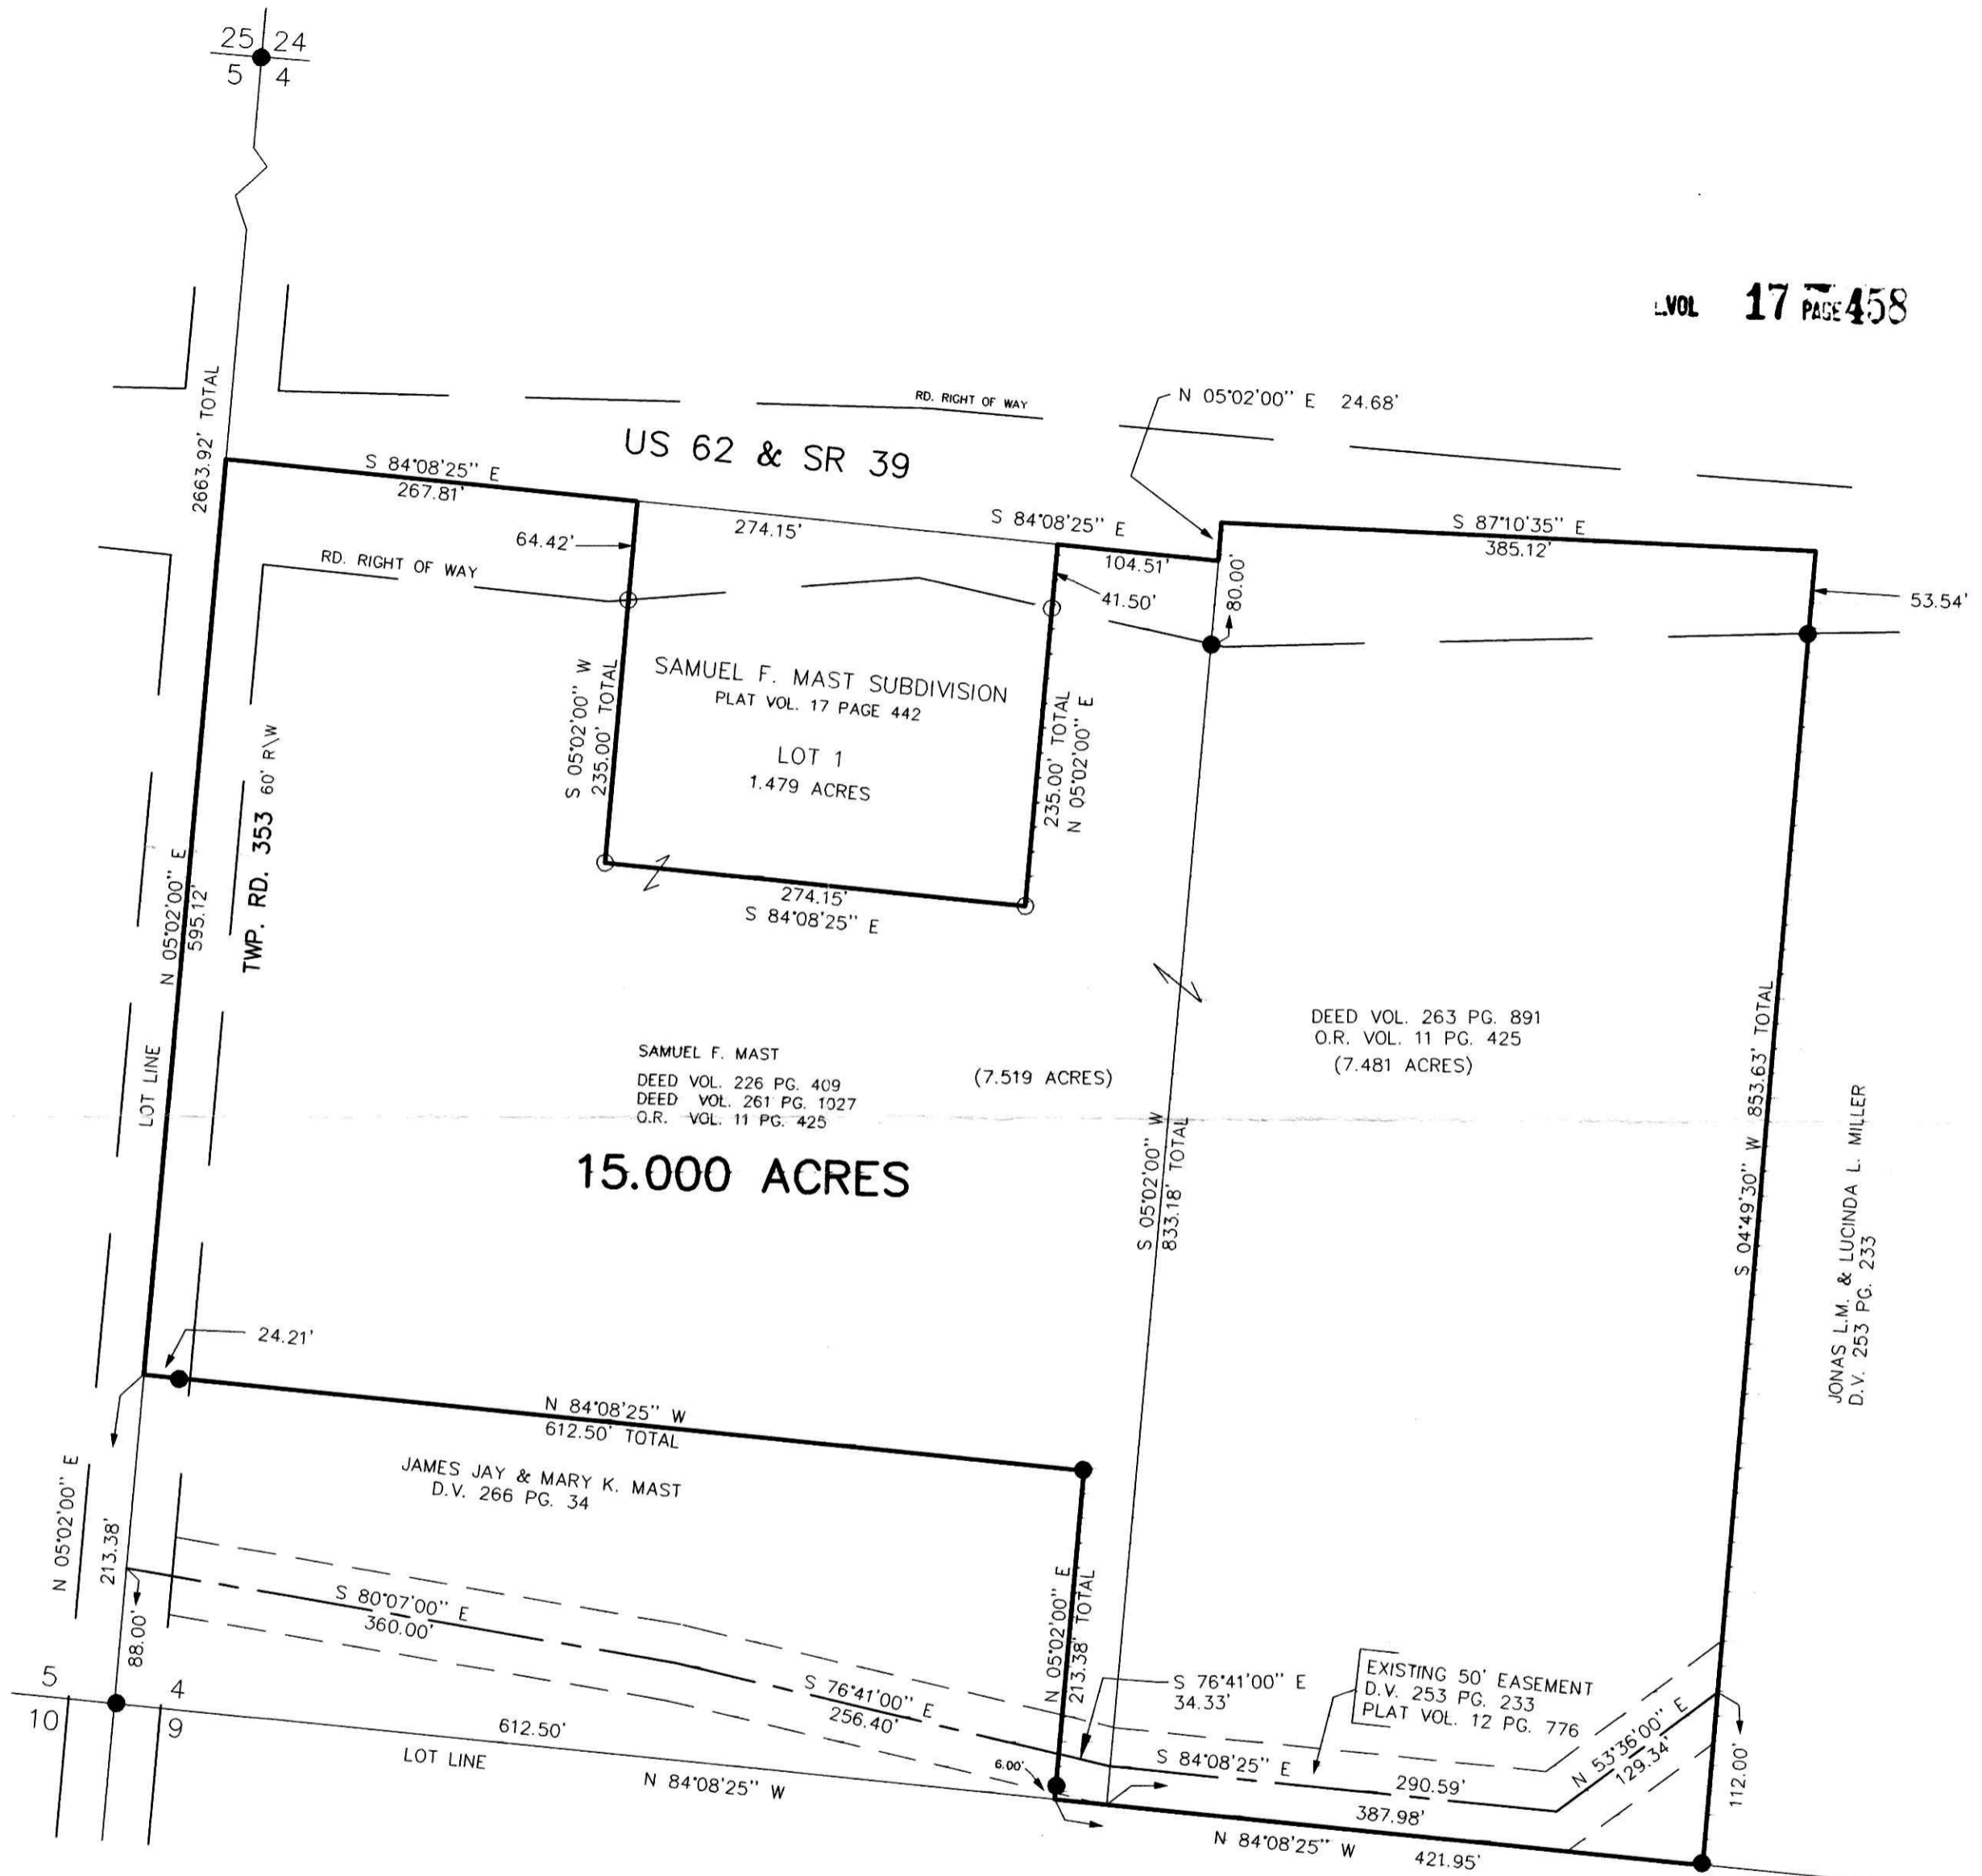 25 24
5 4
VOL 17 PAGE 458
2663.92' TOTAL
RD. RIGHT OF WAY
N 05°02'00" E 24.68'
US 62 & SR 39
S 84°08'25" E
267.81'
64.42'
274.15'
S 84°08'25" E
104.51'
41.50'
80.00'
S 87°10'35" E
385.12'
53.54'
RD. RIGHT OF WAY
S 05°02'00" W
235.00' TOTAL
SAMUEL F. MAST SUBDIVISION
PLAT VOL. 17 PAGE 442
LOT 1
1.479 ACRES
235.00' TOTAL
N 05°02'00" E
274.15'
S 84°08'25" E
TWP. RD. 353 60' R\W
N 05°02'00" E
595.12'
LOT LINE
SAMUEL F. MAST
DEED VOL. 226 PG. 409
DEED VOL. 261 PG. 1027
O.R. VOL. 11 PG. 425
(7.519 ACRES)
15.000 ACRES
S 05°02'00" W
833.18' TOTAL
DEED VOL. 263 PG. 891
O.R. VOL. 11 PG. 425
(7.481 ACRES)
S 04°49'30" W 853.63' TOTAL
JONAS L.M. & LUCINDA L. MILLER
D.V. 253 PG. 233
24.21'
N 84°08'25" W
612.50' TOTAL
JAMES JAY & MARY K. MAST
D.V. 266 PG. 34
N 05°02'00" E
213.38'
88.00'
S 80°07'00" E
360.00'
S 76°41'00" E
256.40'
N 05°02'00" E
213.38' TOTAL
S 76°41'00" E
34.33'
EXISTING 50' EASEMENT
D.V. 253 PG. 233
PLAT VOL. 12 PG. 776
N 53°36'00" E
129.34'
112.00'
5 4
10 9
612.50'
LOT LINE
N 84°08'25" W
6.00'
S 84°08'25" E
290.59'
387.98'
N 84°08'25" W
421.95'